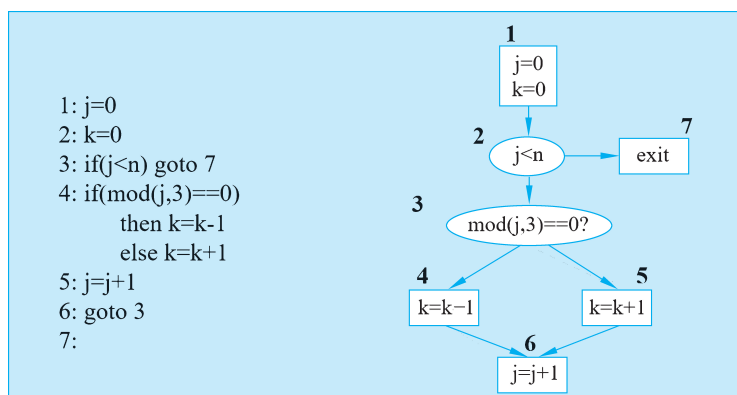 1: j=0
2: k=0
3: if(j<n) goto 7
4: if(mod(j,3)==0)
then k=k-1
else k=k+1
5: j=j+1
6: goto 3
7:
1
j=0
k=0
2
j<n
7
exit
3
mod(j,3)==0?
4
k=k−1
5
k=k+1
6
j=j+1